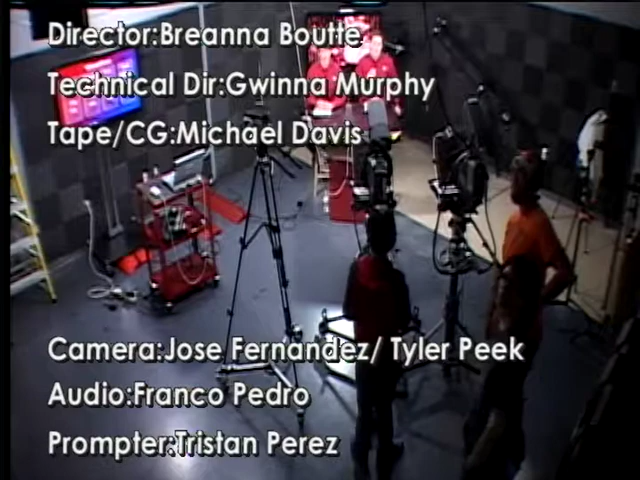 Director:Breanna Boutte
Technical Dir:Gwinna Murphy
Tape/CG:Michael Davis
Camera:Jose Fernandez/ Tyler Peek
Audio:Franco Pedro
Prompter:Tristan Perez